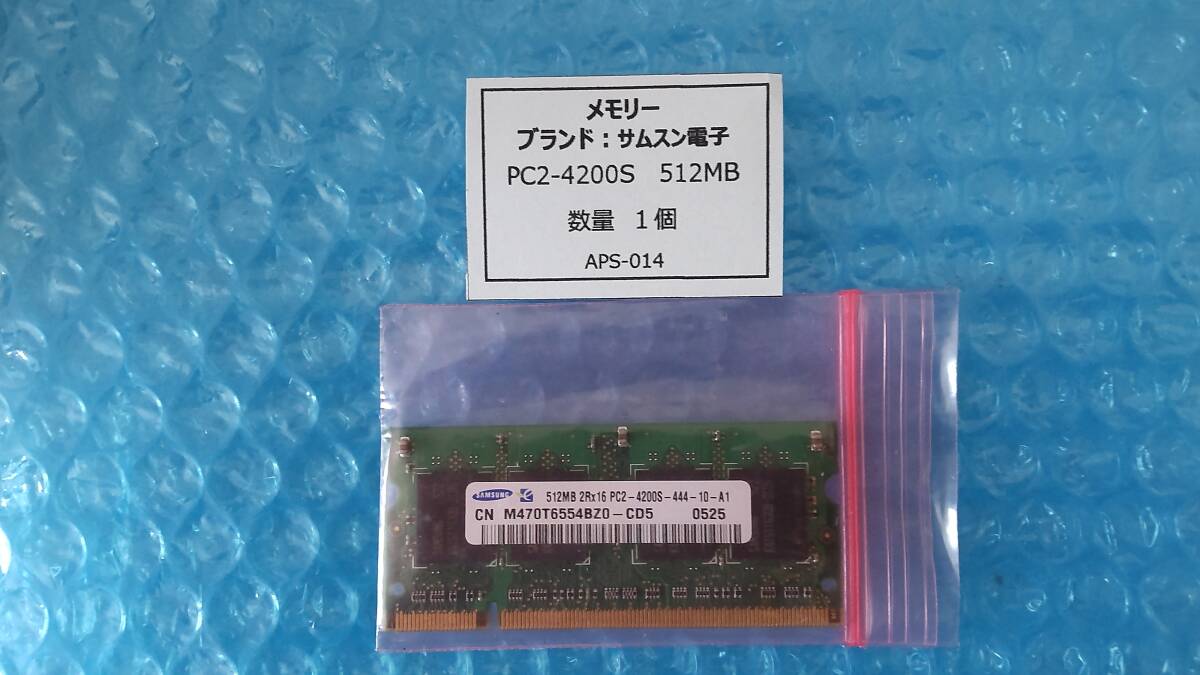 メモリー
ブランド：サムスン電子
PC2-4200S 512MB
数量 1個
APS-014
SAMSUNG
512MB 2Rx16 PC2-4200S-444-10-A1
CN M470T6554BZ0-CD5 0525